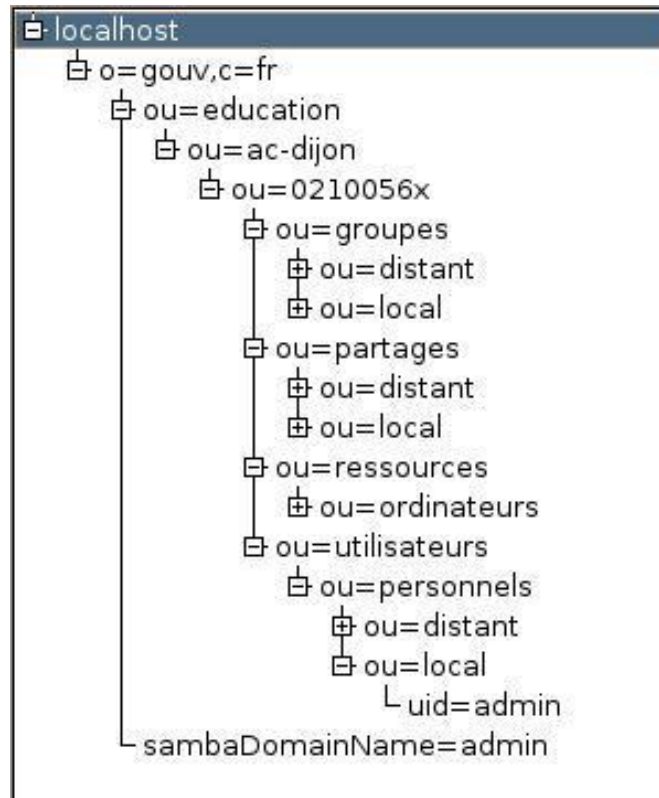 localhost
o=gouv,c=fr
ou=education
ou=ac-dijon
ou=0210056x
ou=groupes
ou=distant
ou=local
ou=partages
ou=distant
ou=local
ou=ressources
ou=ordinateurs
ou=utilisateurs
ou=personnels
ou=distant
ou=local
uid=admin
sambaDomainName=admin